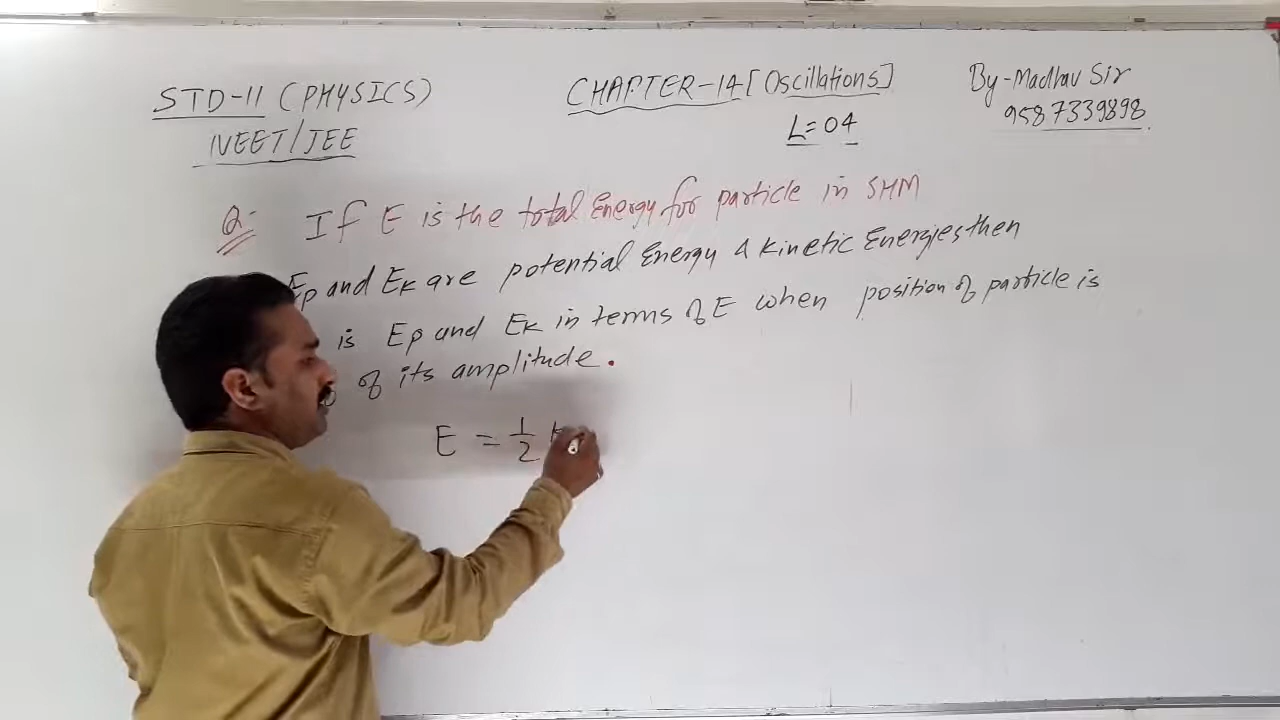 STD-11 (PHYSICS)
NEET/JEE
CHAPTER-14 [Oscillations]
L=04
By-Madhav Sir
9587339898
Q:- If E is the total Energy for particle in SHM
Ep and EK are potential Energy & kinetic Energies then
is Ep and EK in terms of E when position of particle is
of its amplitude.
E = 1/2 K